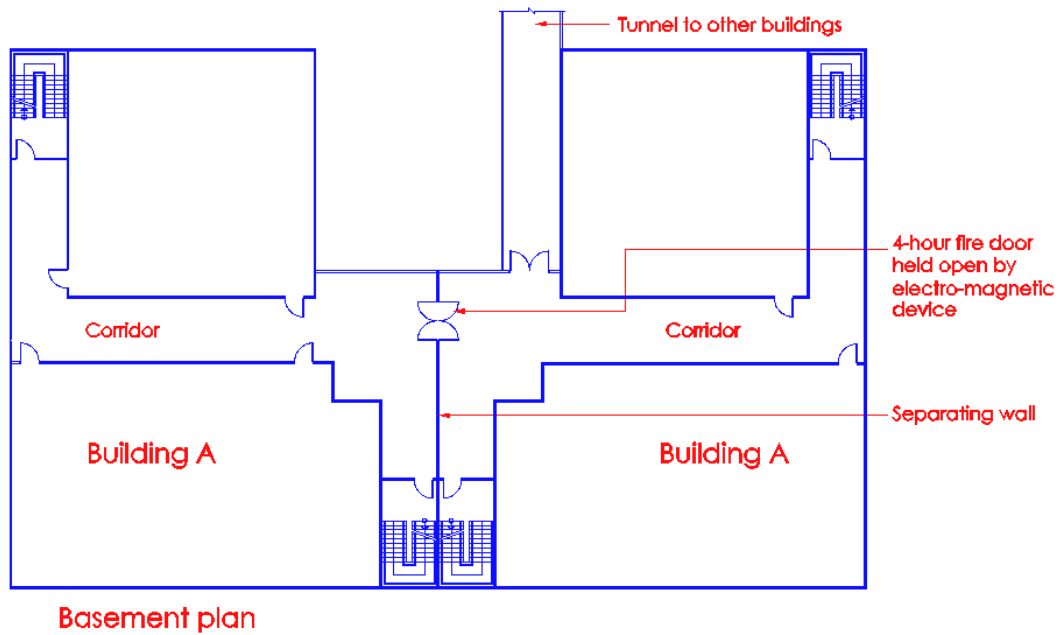 Tunnel to other buildings
4-hour fire door
held open by
electro-magnetic
device
Corridor
Corridor
Separating wall
Building A
Building A
Basement plan